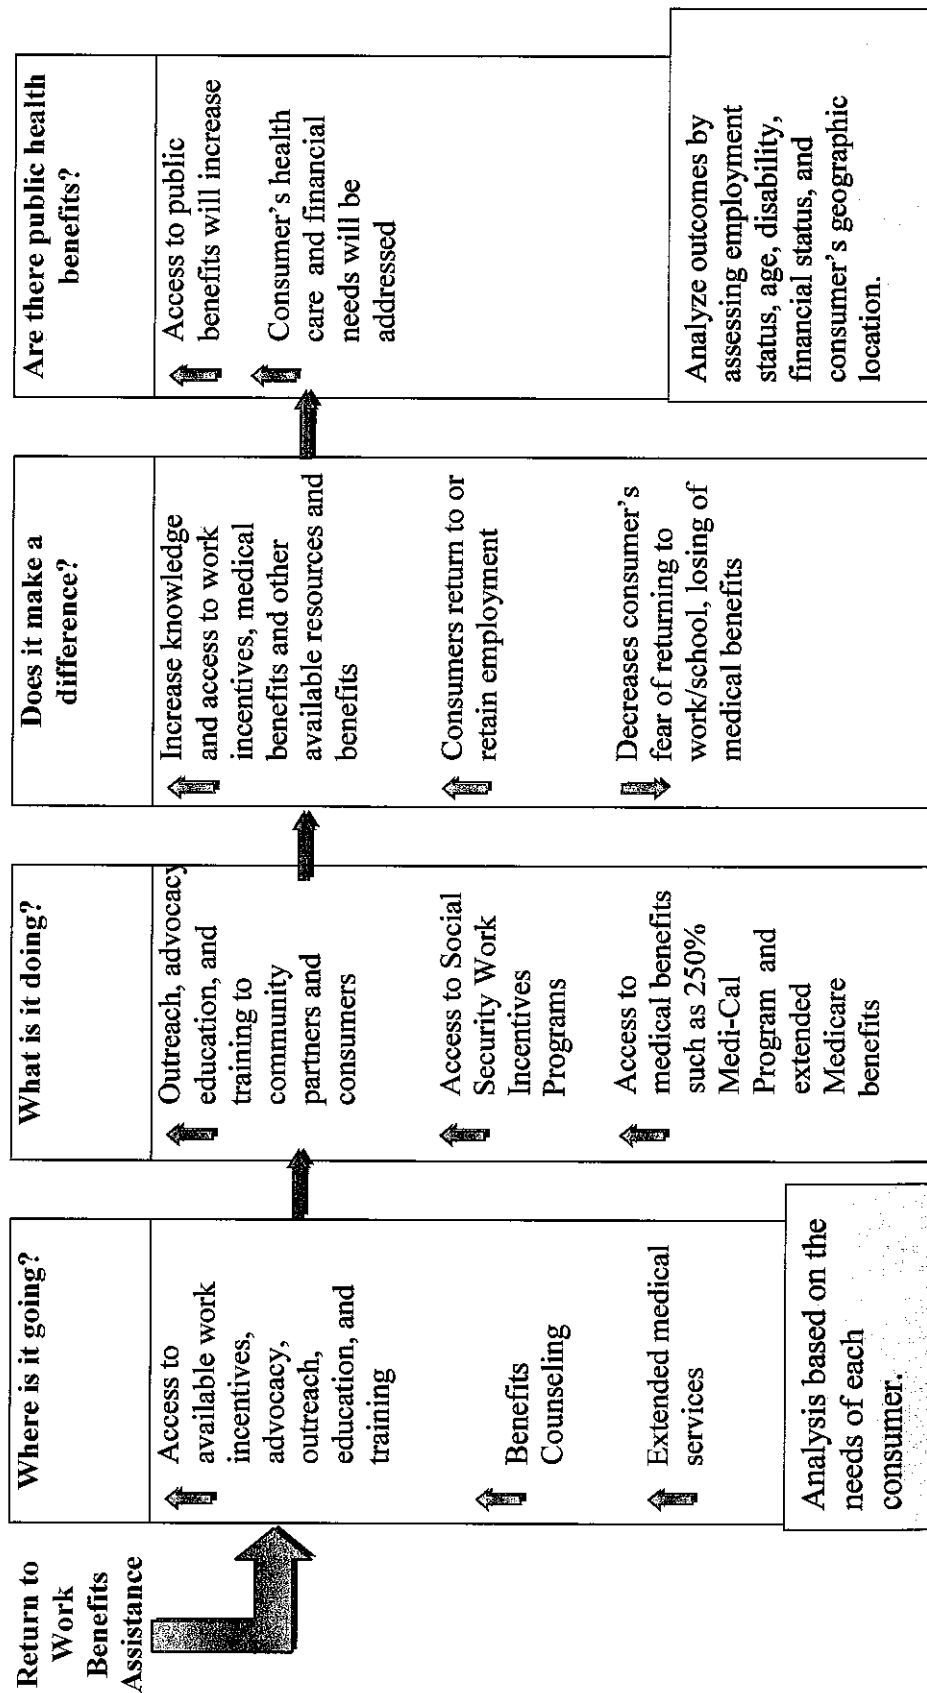 Return to
Work
Benefits
Assistance
Where is it going?
Access to
available work
incentives,
advocacy,
outreach,
education, and
training
Benefits
Counseling
Extended medical
services
Analysis based on the
needs of each
consumer.
What is it doing?
Outreach, advocacy
education, and
training to
community
partners and
consumers
Access to Social
Security Work
Incentives
Programs
Access to
medical benefits
such as 250%
Medi-Cal
Program and
extended
Medicare
benefits
Does it make a
difference?
Increase knowledge
and access to work
incentives, medical
benefits and other
available resources and
benefits
Consumers return to or
retain employment
Decreases consumer's
fear of returning to
work/school, losing of
medical benefits
Are there public health
benefits?
Access to public
benefits will increase
Consumer's health
care and financial
needs will be
addressed
Analyze outcomes by
assessing employment
status, age, disability,
financial status, and
consumer's geographic
location.